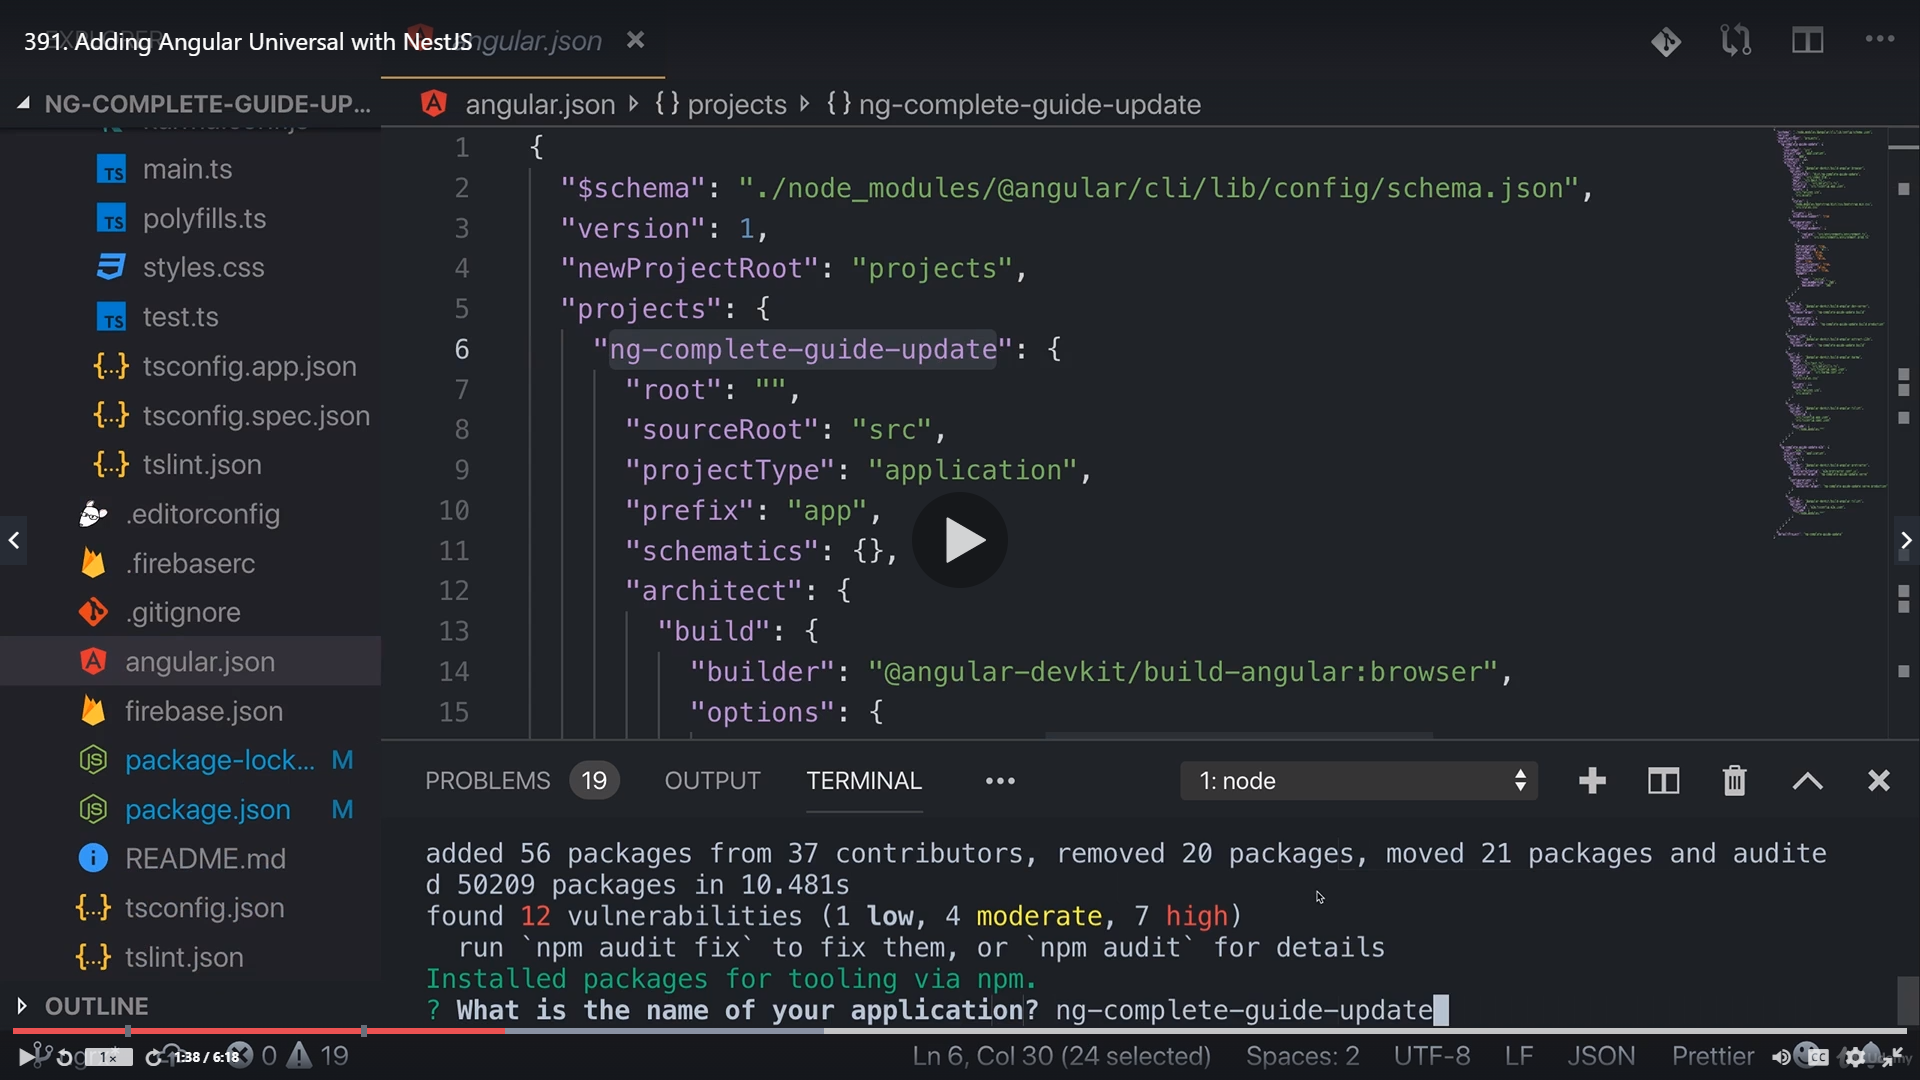 391. Adding Angular Universal with NestJS
angular.json
NG-COMPLETE-GUIDE-UP...
angular.json {} projects {} ng-complete-guide-update
main.ts
polyfills.ts
styles.css
test.ts
{..} tsconfig.app.json
{..} tsconfig.spec.json
{..} tslint.json
.editorconfig
.firebaserc
.gitignore
angular.json
firebase.json
package-lock... M
package.json M
README.md
{..} tsconfig.json
{..} tslint.json
OUTLINE
1 {
2 "$schema": "./node_modules/@angular/cli/lib/config/schema.json",
3 "version": 1,
4 "newProjectRoot": "projects",
5 "projects": {
6 "ng-complete-guide-update": {
7 "root": "",
8 "sourceRoot": "src",
9 "projectType": "application",
10 "prefix": "app",
11 "schematics": {},
12 "architect": {
13 "build": {
14 "builder": "@angular-devkit/build-angular:browser",
15 "options": {
PROBLEMS 19 OUTPUT TERMINAL ••• 1: node
added 56 packages from 37 contributors, removed 20 packages, moved 21 packages and audite
d 50209 packages in 10.481s
found 12 vulnerabilities (1 low, 4 moderate, 7 high)
run `npm audit fix` to fix them, or `npm audit` for details
Installed packages for tooling via npm.
? What is the name of your application? ng-complete-guide-update
1x 1:38 / 6:18 0 19 Ln 6, Col 30 (24 selected) Spaces: 2 UTF-8 LF JSON Prettier CC